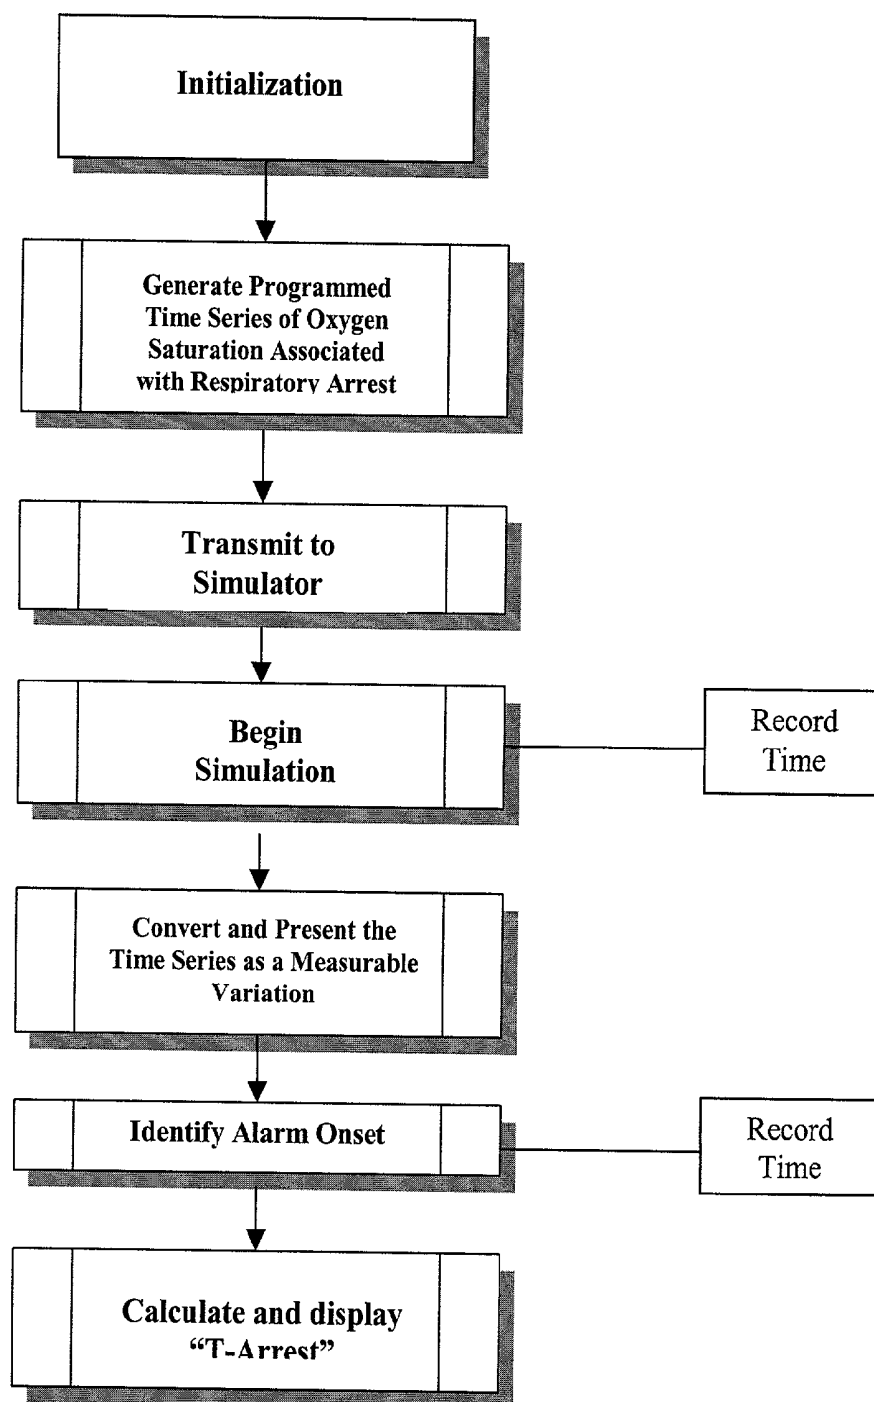 Initialization
Generate Programmed
Time Series of Oxygen
Saturation Associated
with Respiratory Arrest
Transmit to
Simulator
Begin
Simulation
Record
Time
Convert and Present the
Time Series as a Measurable
Variation
Identify Alarm Onset
Record
Time
Calculate and display
“T-Arrest”